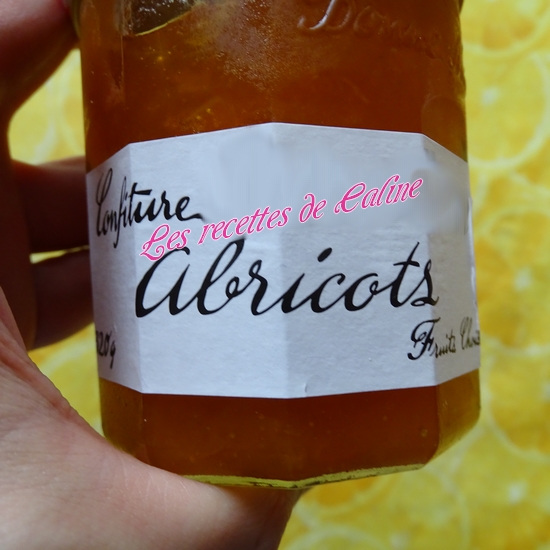 Confiture
Les recettes de Caline
Abricots
Fruits